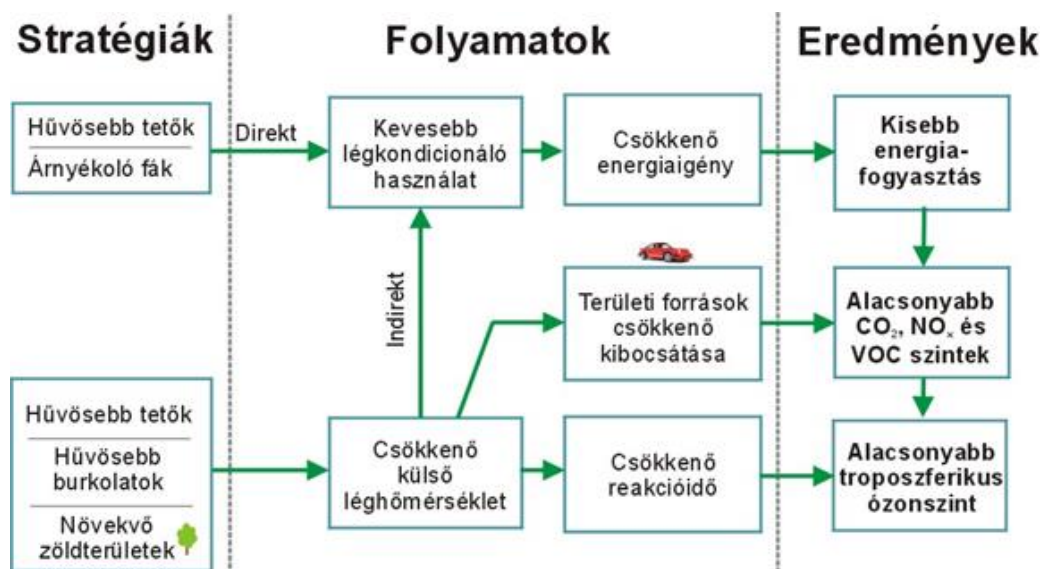 Stratégiák
Folyamatok
Eredmények
Hűvösebb tetők
Árnyékoló fák
Direkt
Kevesebb
légkondicionáló
használat
Csökkenő
energiaigény
Kisebb
energia-
fogyasztás
Indirekt
Területi források
csökkenő
kibocsátása
Alacsonyabb
CO₂, NOₓ és
VOC szintek
Hűvösebb tetők
Hűvösebb
burkolatok
Növekvő
zöldterületek
Csökkenő
külső
léghőmérséklet
Csökkenő
reakcióidő
Alacsonyabb
troposzferikus
ózonszint